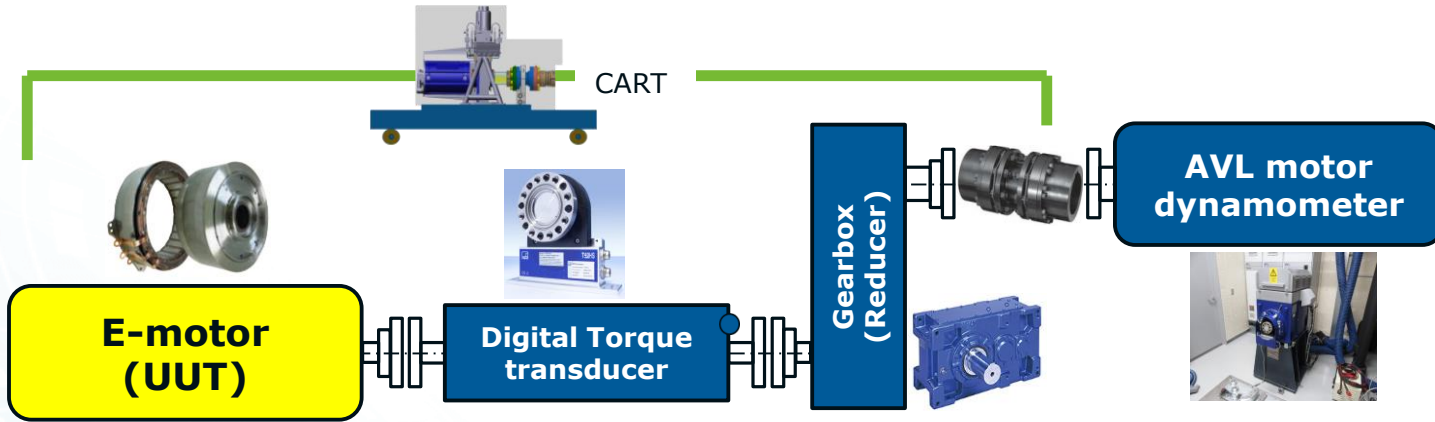 CART
E-motor
(UUT)
Digital Torque
transducer
Gearbox
(Reducer)
AVL motor
dynamometer